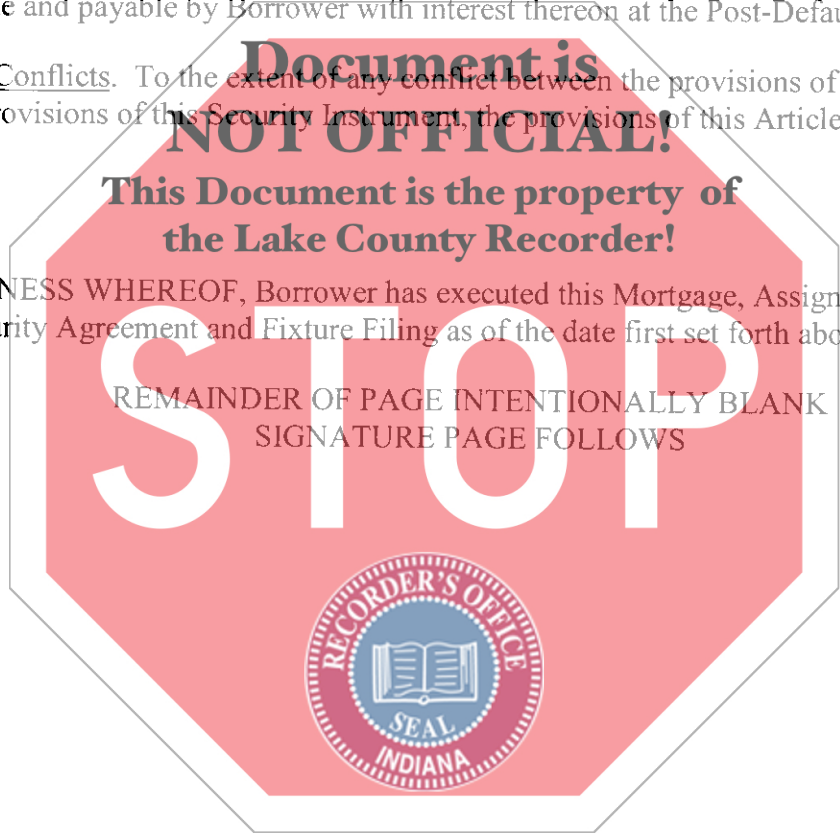 e and payable by Borrower with interest thereon at the Post-Defau
Document is
Conflicts. To the extent of any conflict between the provisions of
ovisions of this Security Instrument, the provisions of this Article
NOT OFFICIAL!
This Document is the property of
the Lake County Recorder!
NESS WHEREOF, Borrower has executed this Mortgage, Assign
rity Agreement and Fixture Filing as of the date first set forth abo
STOP
REMAINDER OF PAGE INTENTIONALLY BLANK
SIGNATURE PAGE FOLLOWS
RECORDER'S OFFICE
SEAL
INDIANA